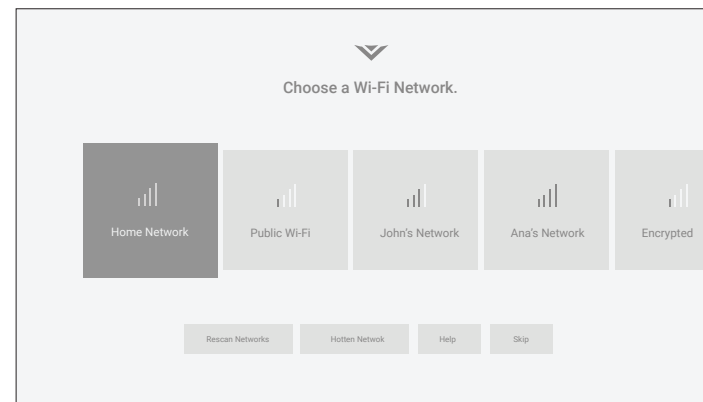 Choose a Wi-Fi Network.
Home Network
Public Wi-Fi
John's Network
Ana's Network
Encrypted
Rescan Networks
Hotten Netwok
Help
Skip